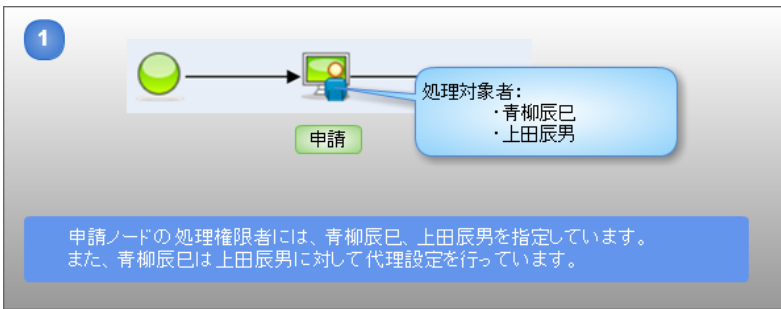 1
処理対象者：
・青柳辰巳
・上田辰男
申請
申請ノードの処理権限者には、青柳辰巳、上田辰男を指定しています。
また、青柳辰巳は上田辰男に対して代理設定を行っています。